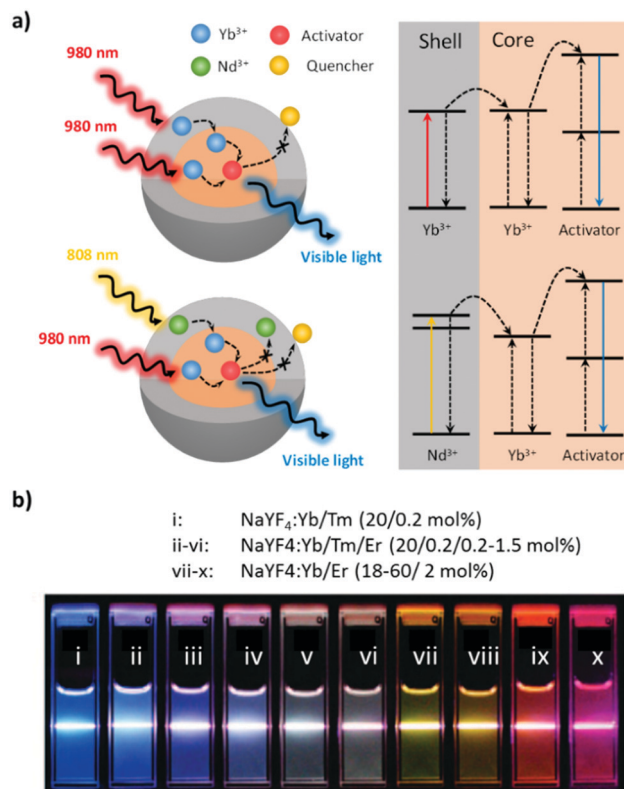 a)
Yb³⁺ Activator
Nd³⁺ Quencher
980 nm
980 nm
Visible light
808 nm
980 nm
Visible light
Shell Core
Yb³⁺ Yb³⁺ Activator
Nd³⁺ Yb³⁺ Activator
b)
i: NaYF₄:Yb/Tm (20/0.2 mol%)
ii-vi: NaYF4:Yb/Tm/Er (20/0.2/0.2-1.5 mol%)
vii-x: NaYF4:Yb/Er (18-60/ 2 mol%)
i ii iii iv v vi vii viii ix x